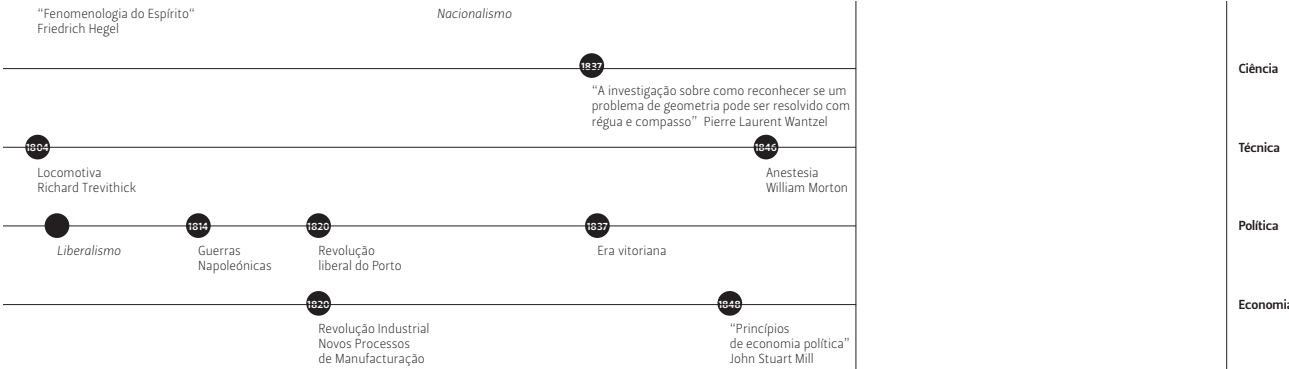 “Fenomenologia do Espírito“
Friedrich Hegel
Nacionalismo
Ciência
1837
“A investigação sobre como reconhecer se um
problema de geometria pode ser resolvido com
régua e compasso” Pierre Laurent Wantzel
Técnica
1804
Locomotiva
Richard Trevithick
1846
Anestesia
William Morton
Política
Liberalismo
1814
Guerras
Napoleónicas
1820
Revolução
liberal do Porto
1837
Era vitoriana
Economia
1820
Revolução Industrial
Novos Processos
de Manufacturação
1848
“Princípios
de economia política”
John Stuart Mill